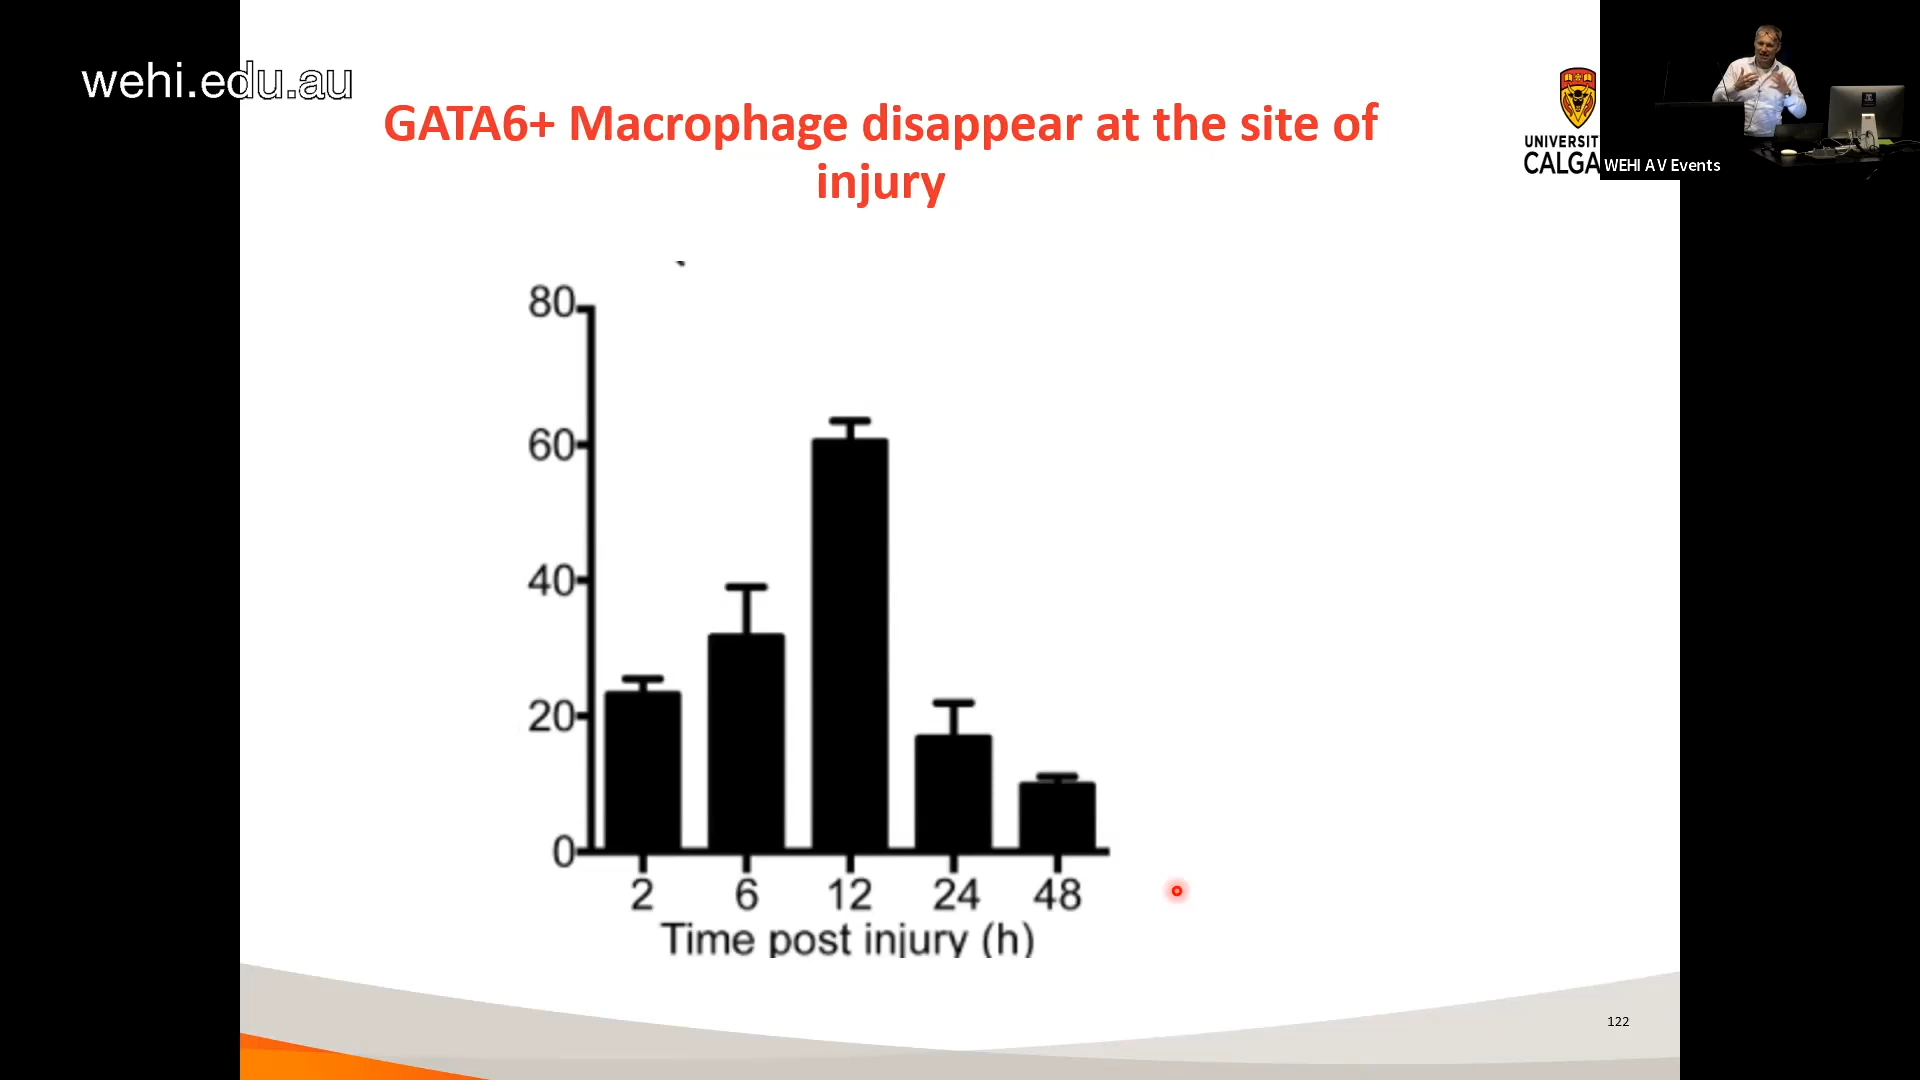 wehi.edu.au
GATA6+ Macrophage disappear at the site of
injury
UNIVERSIT
CALGA
WEHI AV Events
80
60
40
20
0
2 6 12 24 48
Time post injury (h)
122